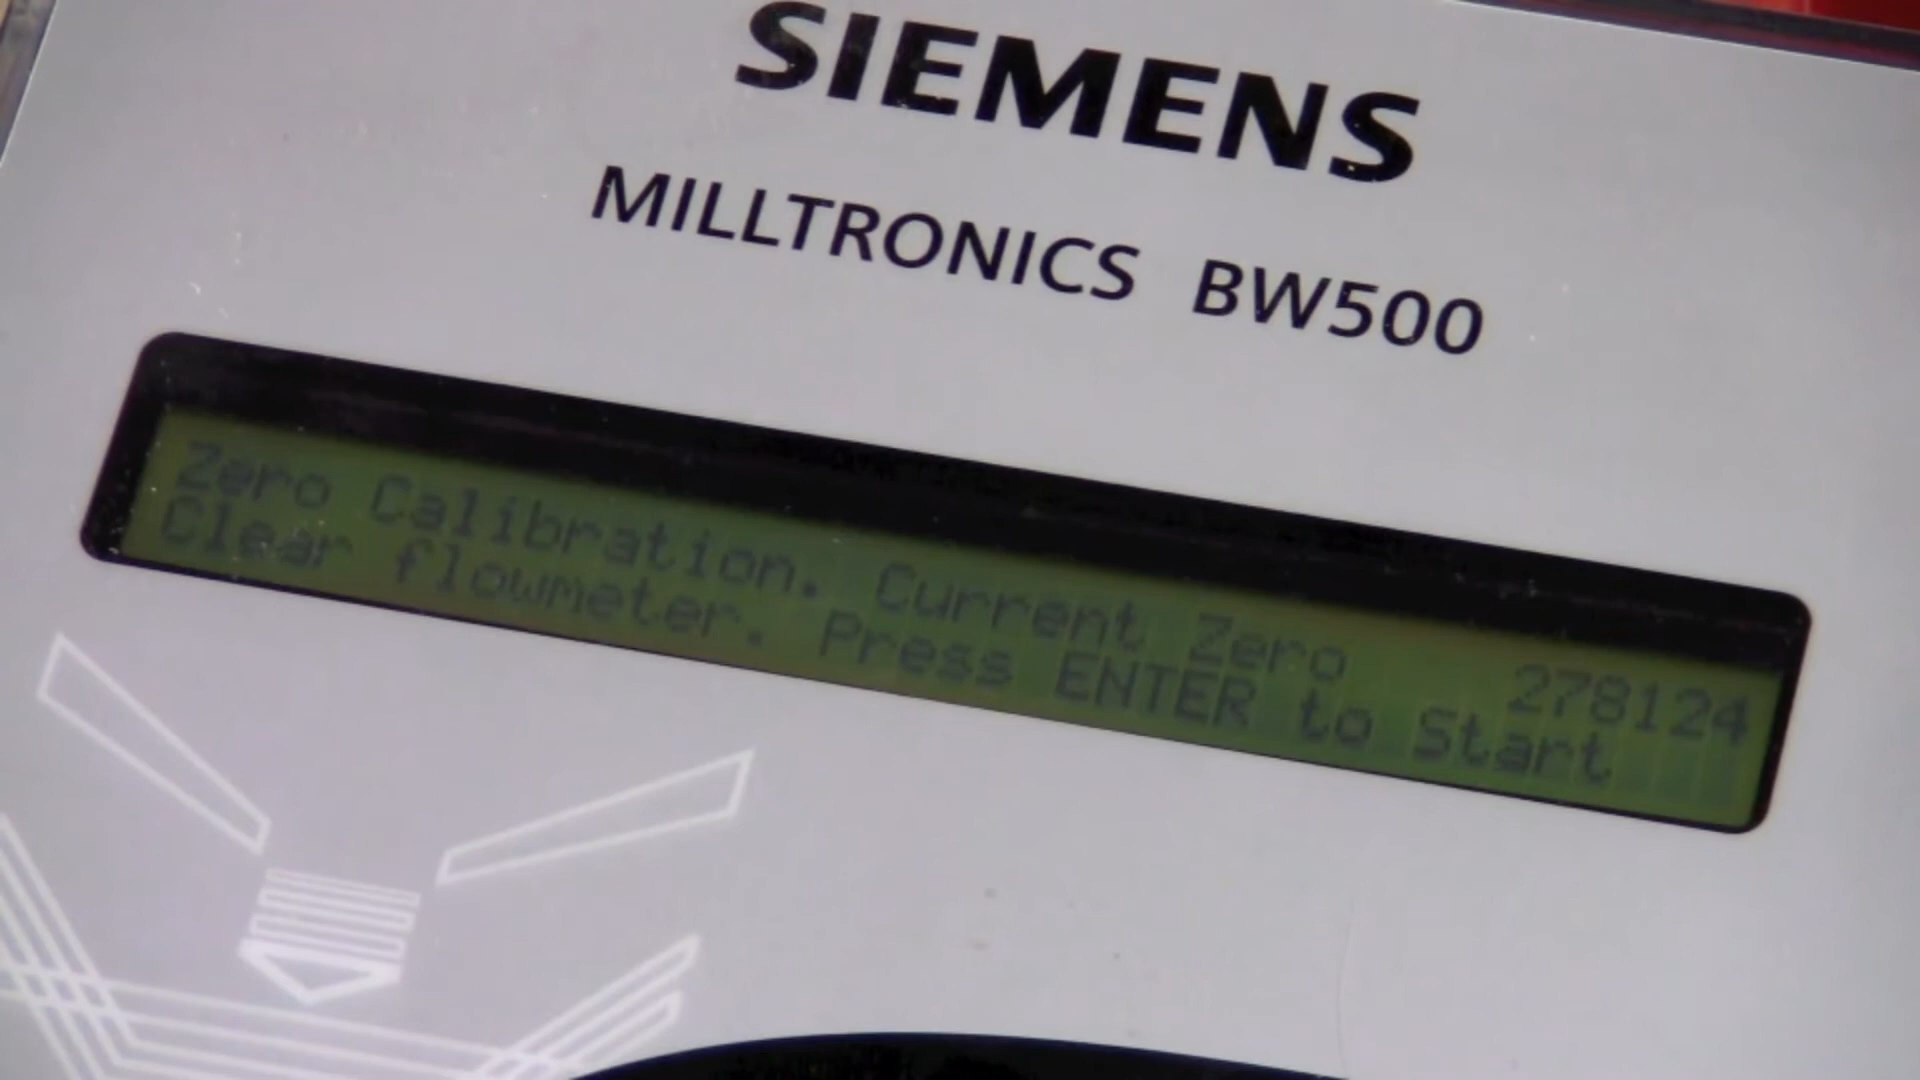 SIEMENS
MILLTRONICS BW500
Zero Calibration. Current Zero 278124
Clear flowmeter. Press ENTER to Start